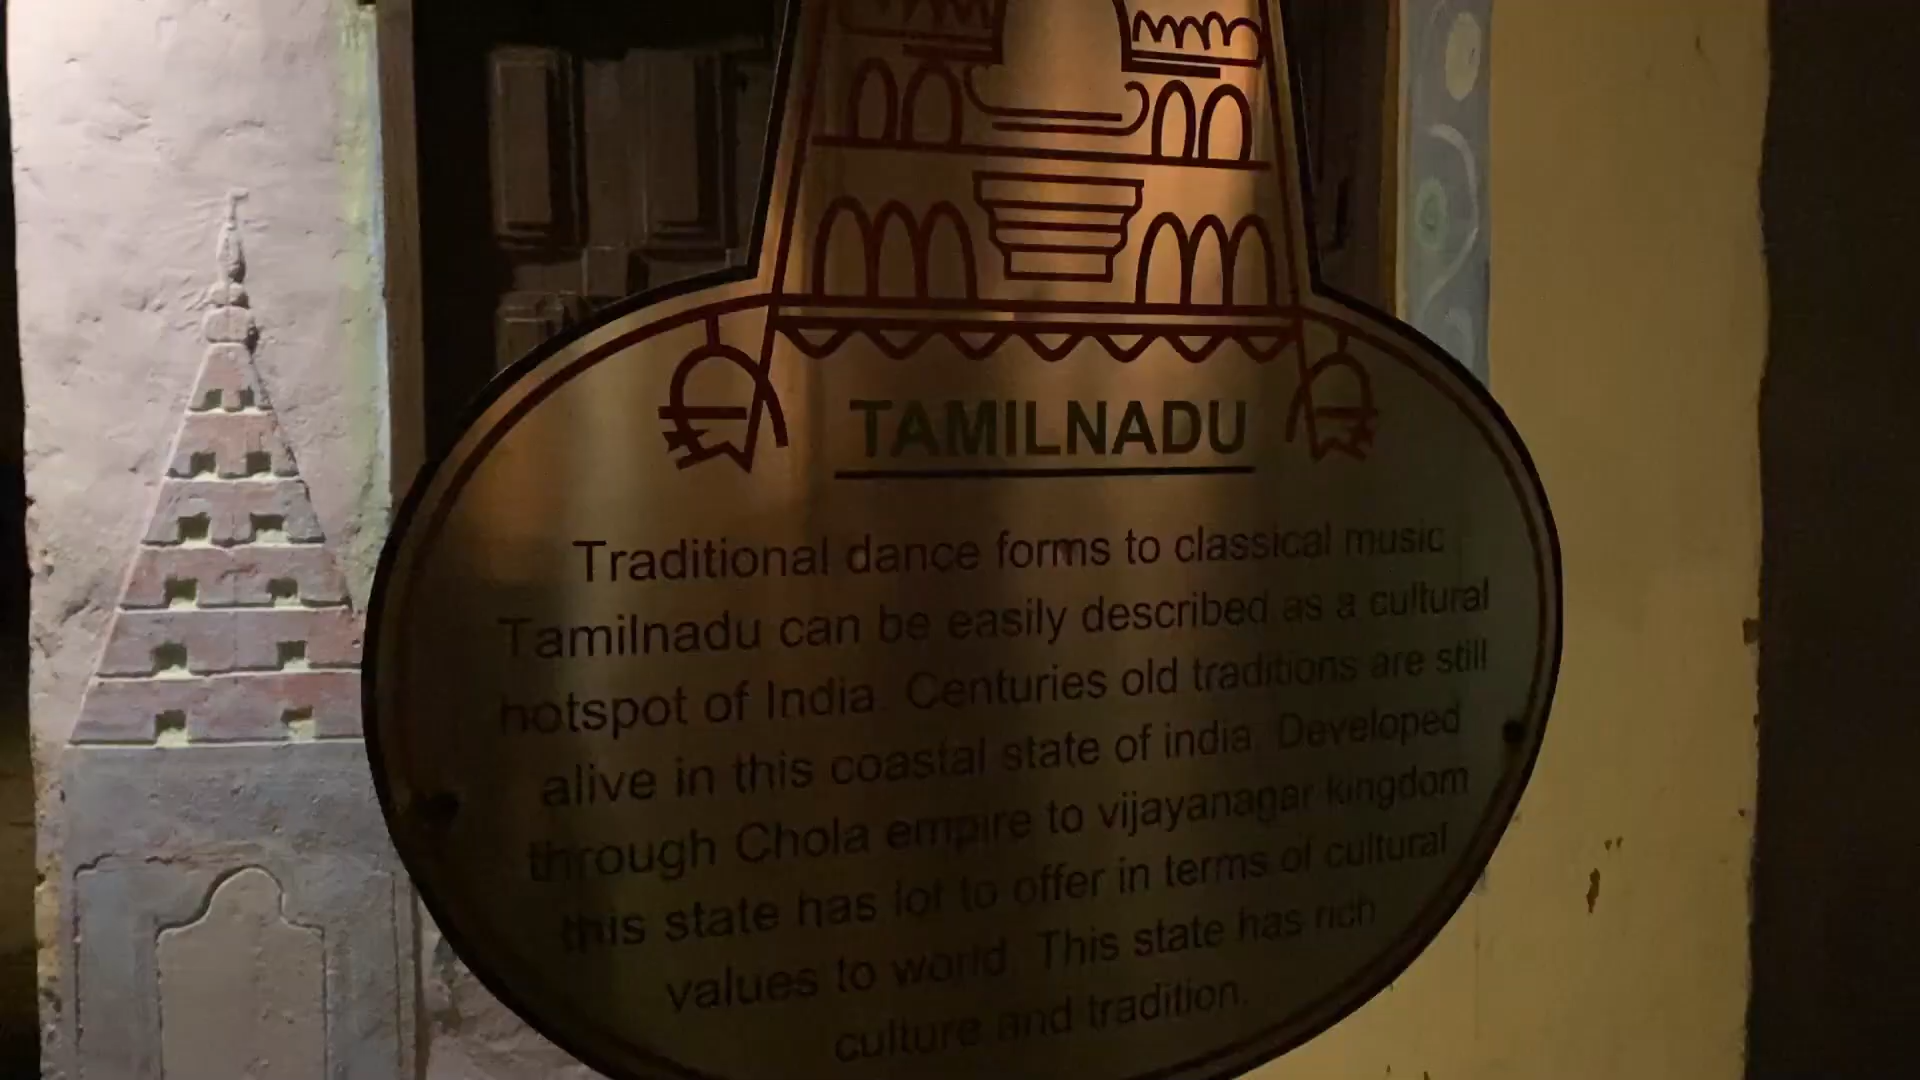 TAMILNADU
Traditional dance forms to classical music
Tamilnadu can be easily described as a cultural
hotspot of India. Centuries old traditions are still
alive in this coastal state of india. Developed
through Chola empire to vijayanagar kingdom
this state has lot to offer in terms of cultural
values to world. This state has rich
culture and tradition.